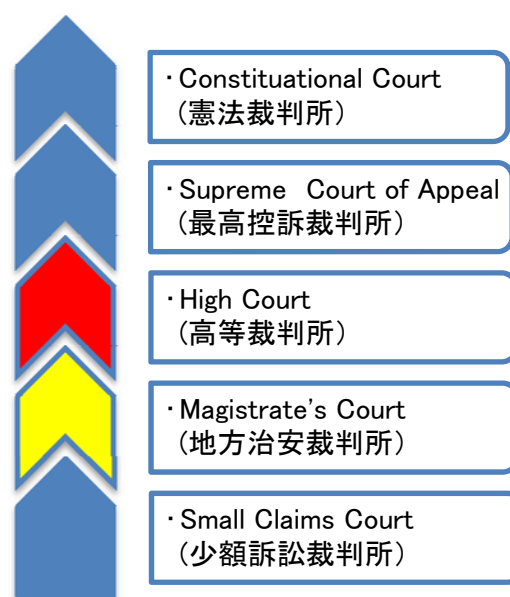 ・Constituational Court
（憲法裁判所）
・Supreme Court of Appeal
（最高控訴裁判所）
・High Court
（高等裁判所）
・Magistrate's Court
（地方治安裁判所）
・Small Claims Court
（少額訴訟裁判所）